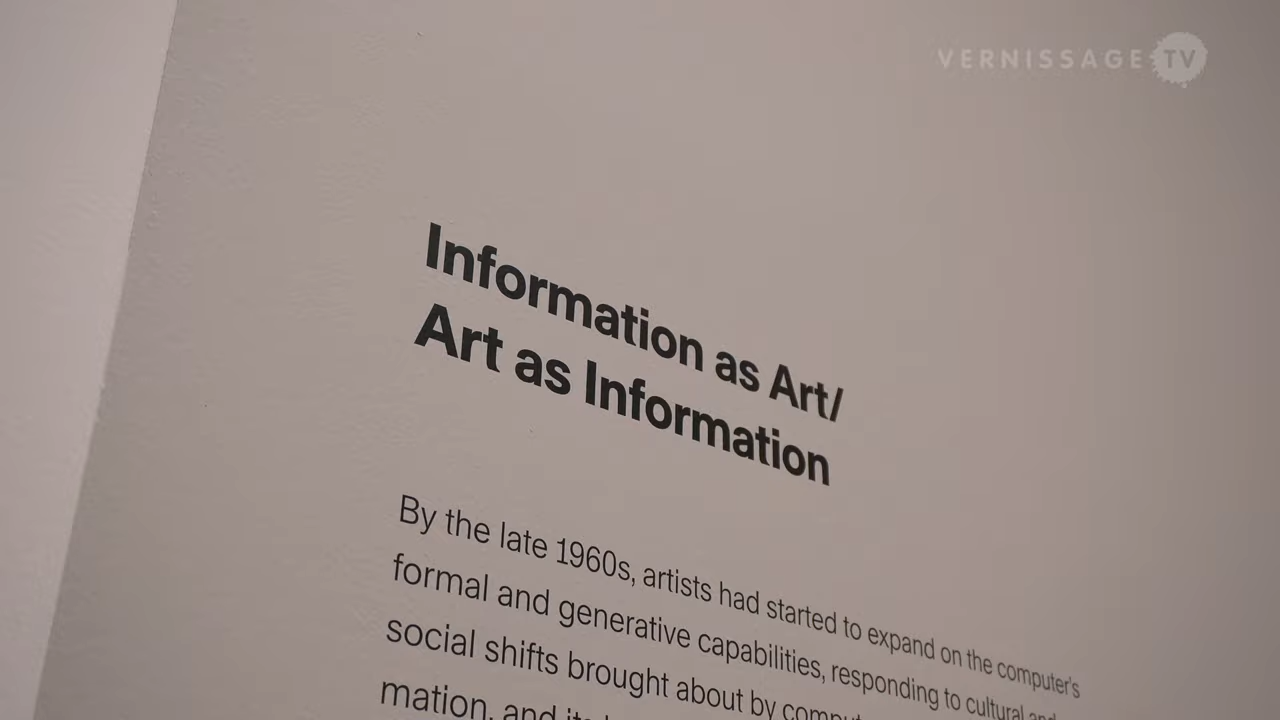 VERNISSAGE TV
Information as Art/
Art as Information
By the late 1960s, artists had started to expand on the computer's
formal and generative capabilities, responding to cultural and
social shifts brought about by
mation, and